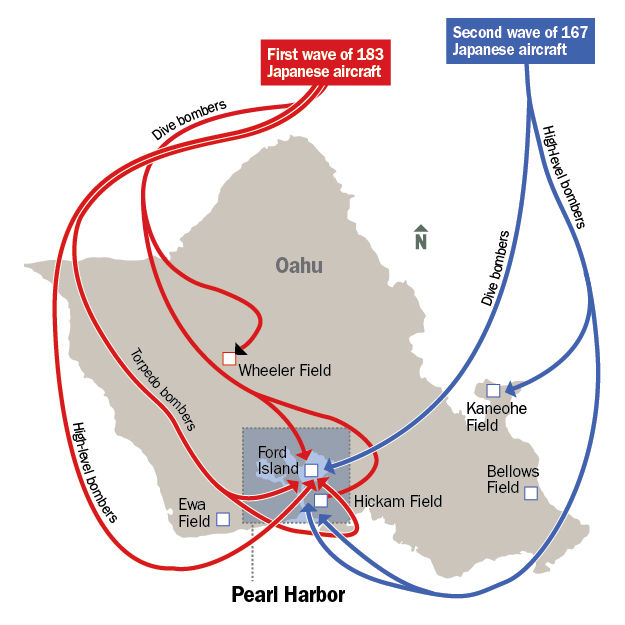 First wave of 183
Japanese aircraft
Second wave of 167
Japanese aircraft
Dive bombers
High-level bombers
N
Oahu
Dive bombers
Wheeler Field
Torpedo bombers
Kaneohe
Field
High-level bombers
Ford
Island
Bellows
Field
Ewa
Field
Hickam Field
Pearl Harbor